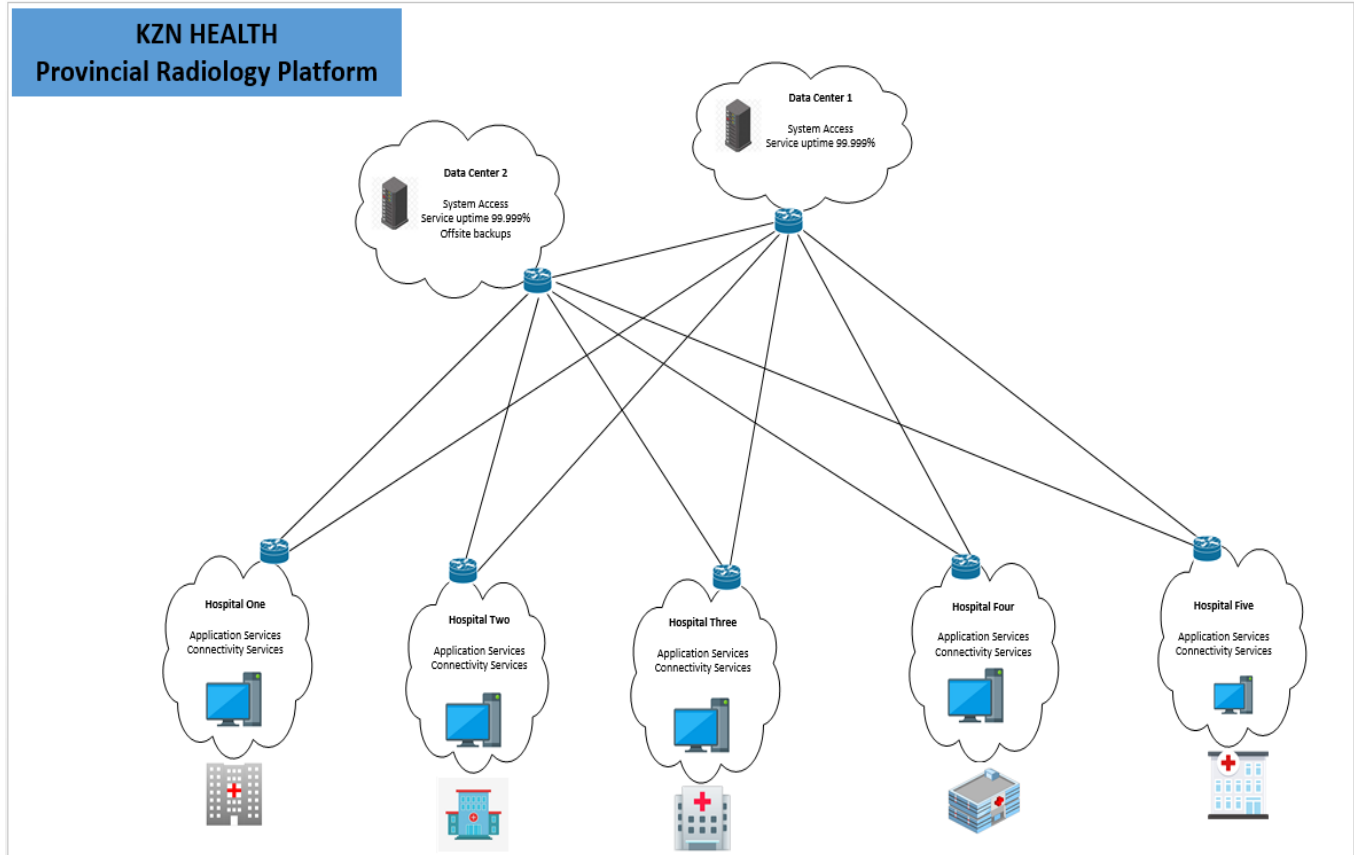 KZN HEALTH
Provincial Radiology Platform
Data Center 1
System Access
Service uptime 99.999%
Data Center 2
System Access
Service uptime 99.999%
Offsite backups
Hospital One
Application Services
Connectivity Services
Hospital Two
Application Services
Connectivity Services
Hospital Three
Application Services
Connectivity Services
Hospital Four
Application Services
Connectivity Services
Hospital Five
Application Services
Connectivity Services